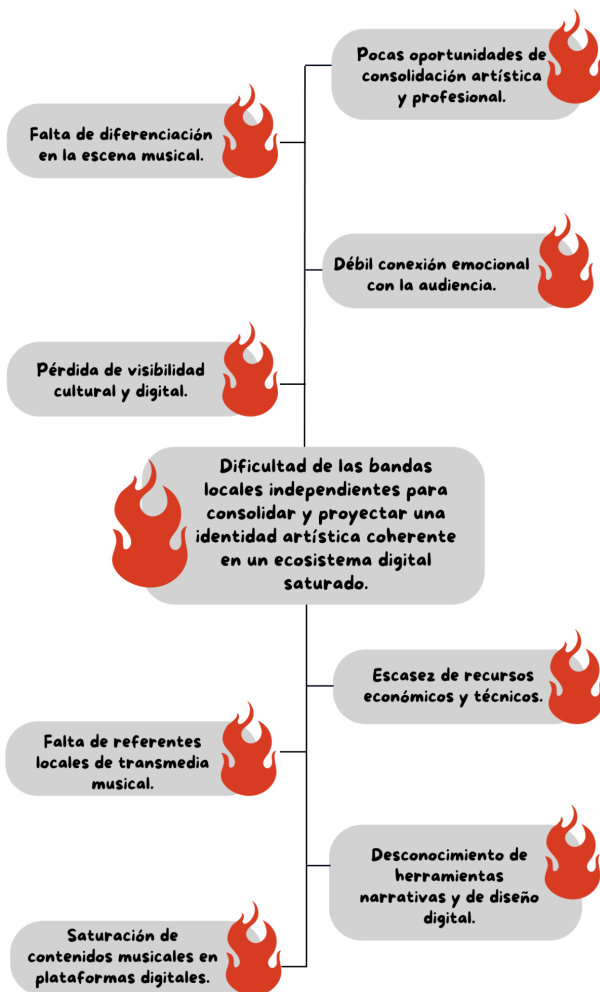 Pocas oportunidades de
consolidación artística
y profesional.
Falta de diferenciación
en la escena musical.
Débil conexión emocional
con la audiencia.
Pérdida de visibilidad
cultural y digital.
Dificultad de las bandas
locales independientes para
consolidar y proyectar una
identidad artística coherente
en un ecosistema digital
saturado.
Escasez de recursos
económicos y técnicos.
Falta de referentes
locales de transmedia
musical.
Desconocimiento de
herramientas
narrativas y de diseño
digital.
Saturación de
contenidos musicales en
plataformas digitales.